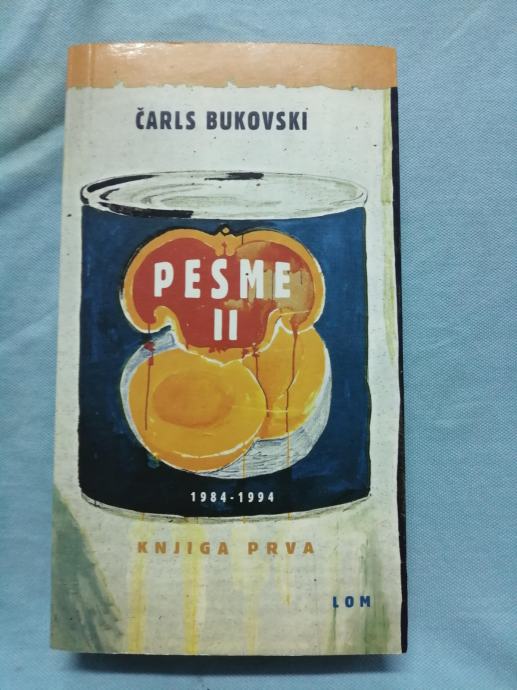 ČARLS BUKOVSKI
PESME
II
1984-1994
KNJIGA PRVA
LOM